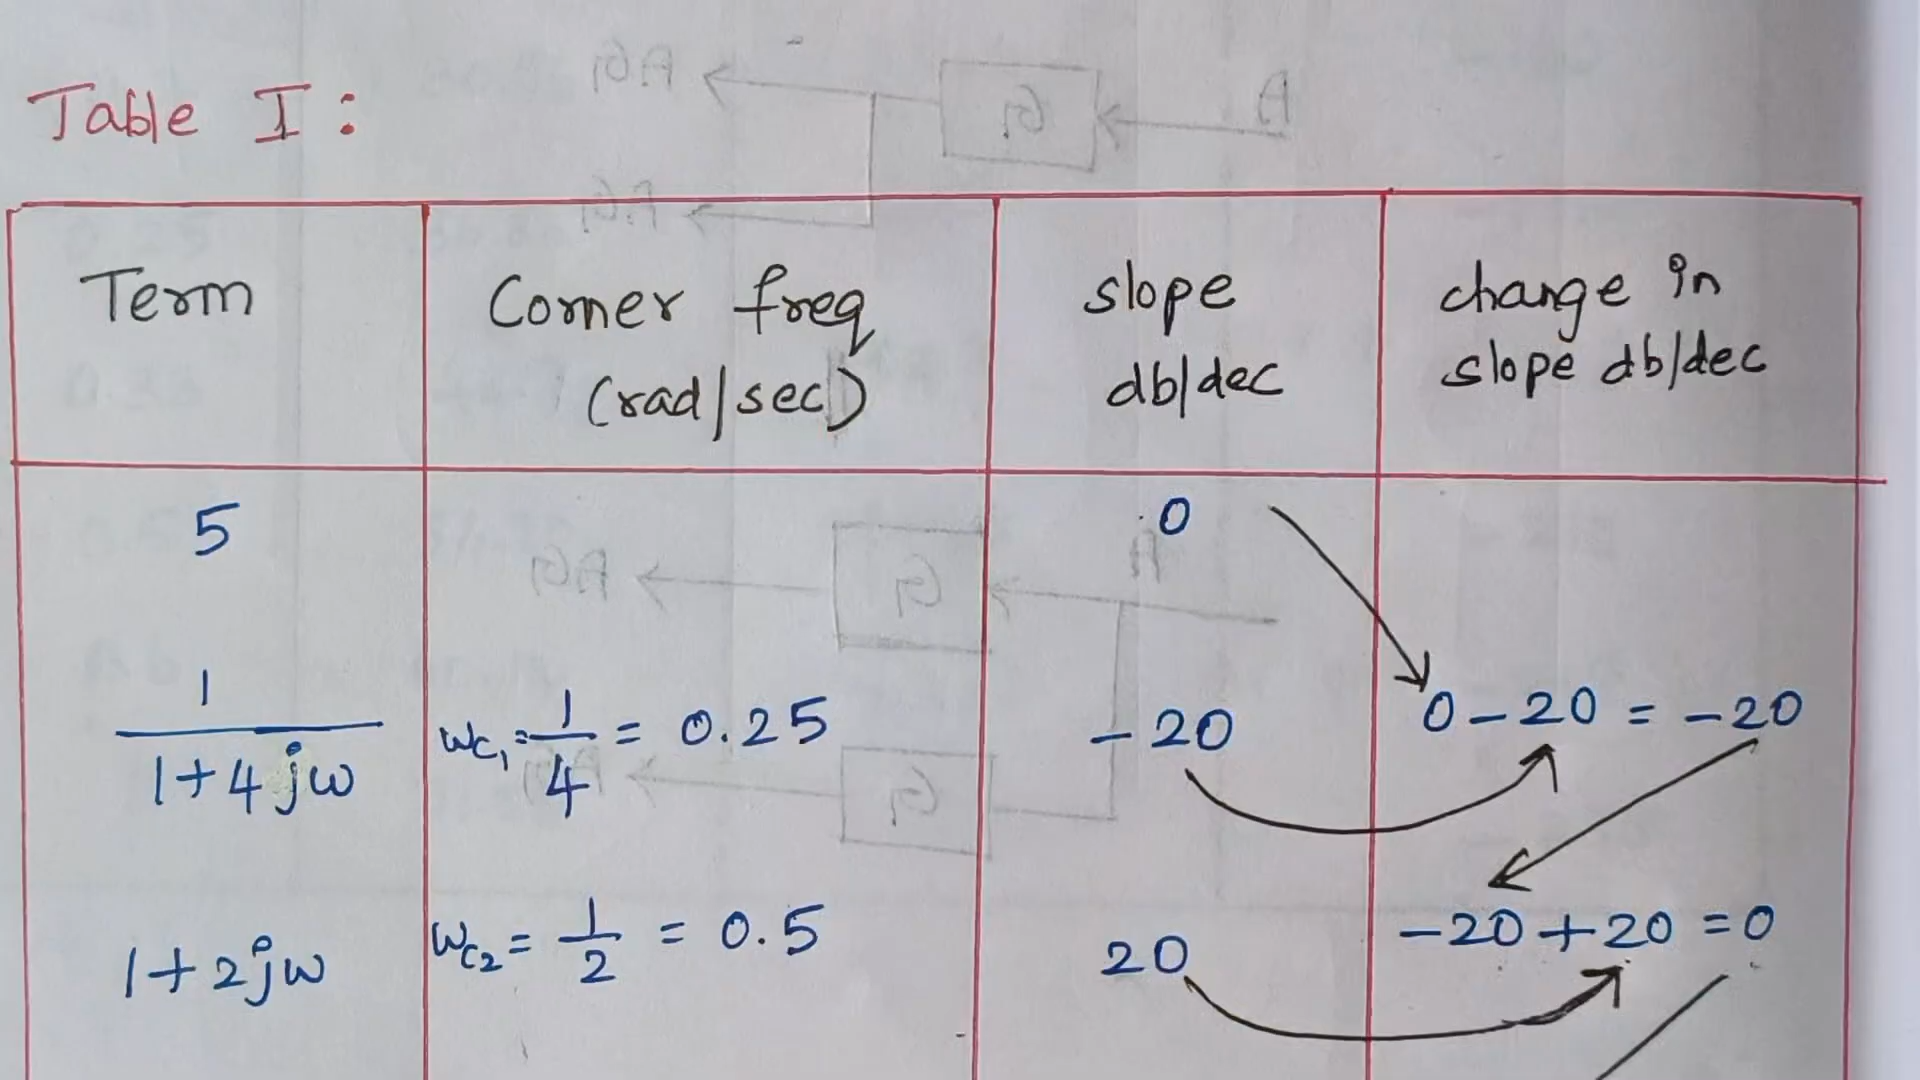 Table I :
Term
Corner freq (rad/sec)
slope db/dec
change in slope db/dec
5
0
1/(1+4jω)
ωc₁ = 1/4 = 0.25
-20
0-20 = -20
1+2jω
ωc₂ = 1/2 = 0.5
20
-20+20 = 0